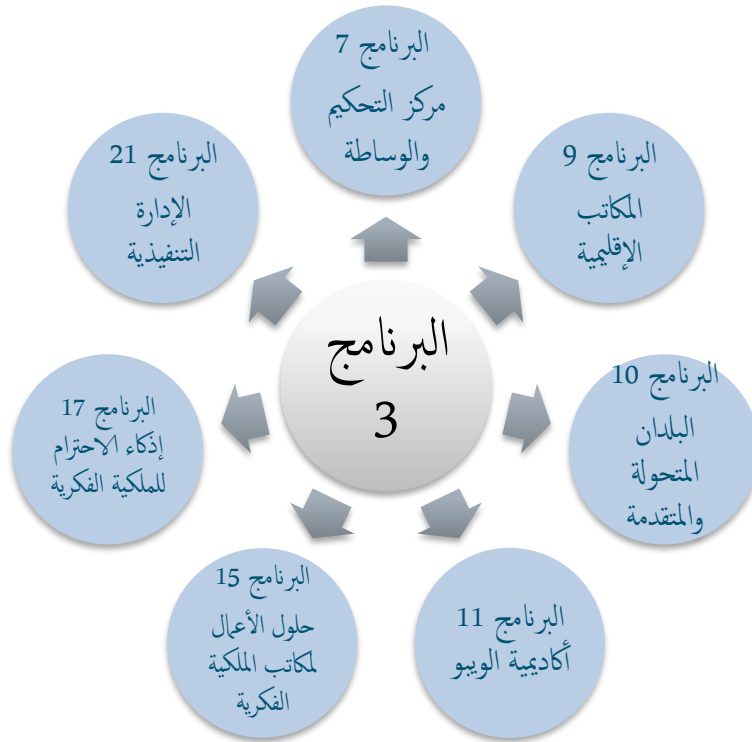 البرنامج 7
مركز التحكيم
والوساطة
البرنامج 9
المكاتب
الإقليمية
البرنامج 10
البلدان
المتحولة
والمتقدمة
البرنامج 11
أكاديمية الويبو
البرنامج 15
حلول الأعمال
لمكاتب الملكية
الفكرية
البرنامج 17
إذكاء الاحترام
للملكية الفكرية
البرنامج 21
الإدارة
التنفيذية
البرنامج
3